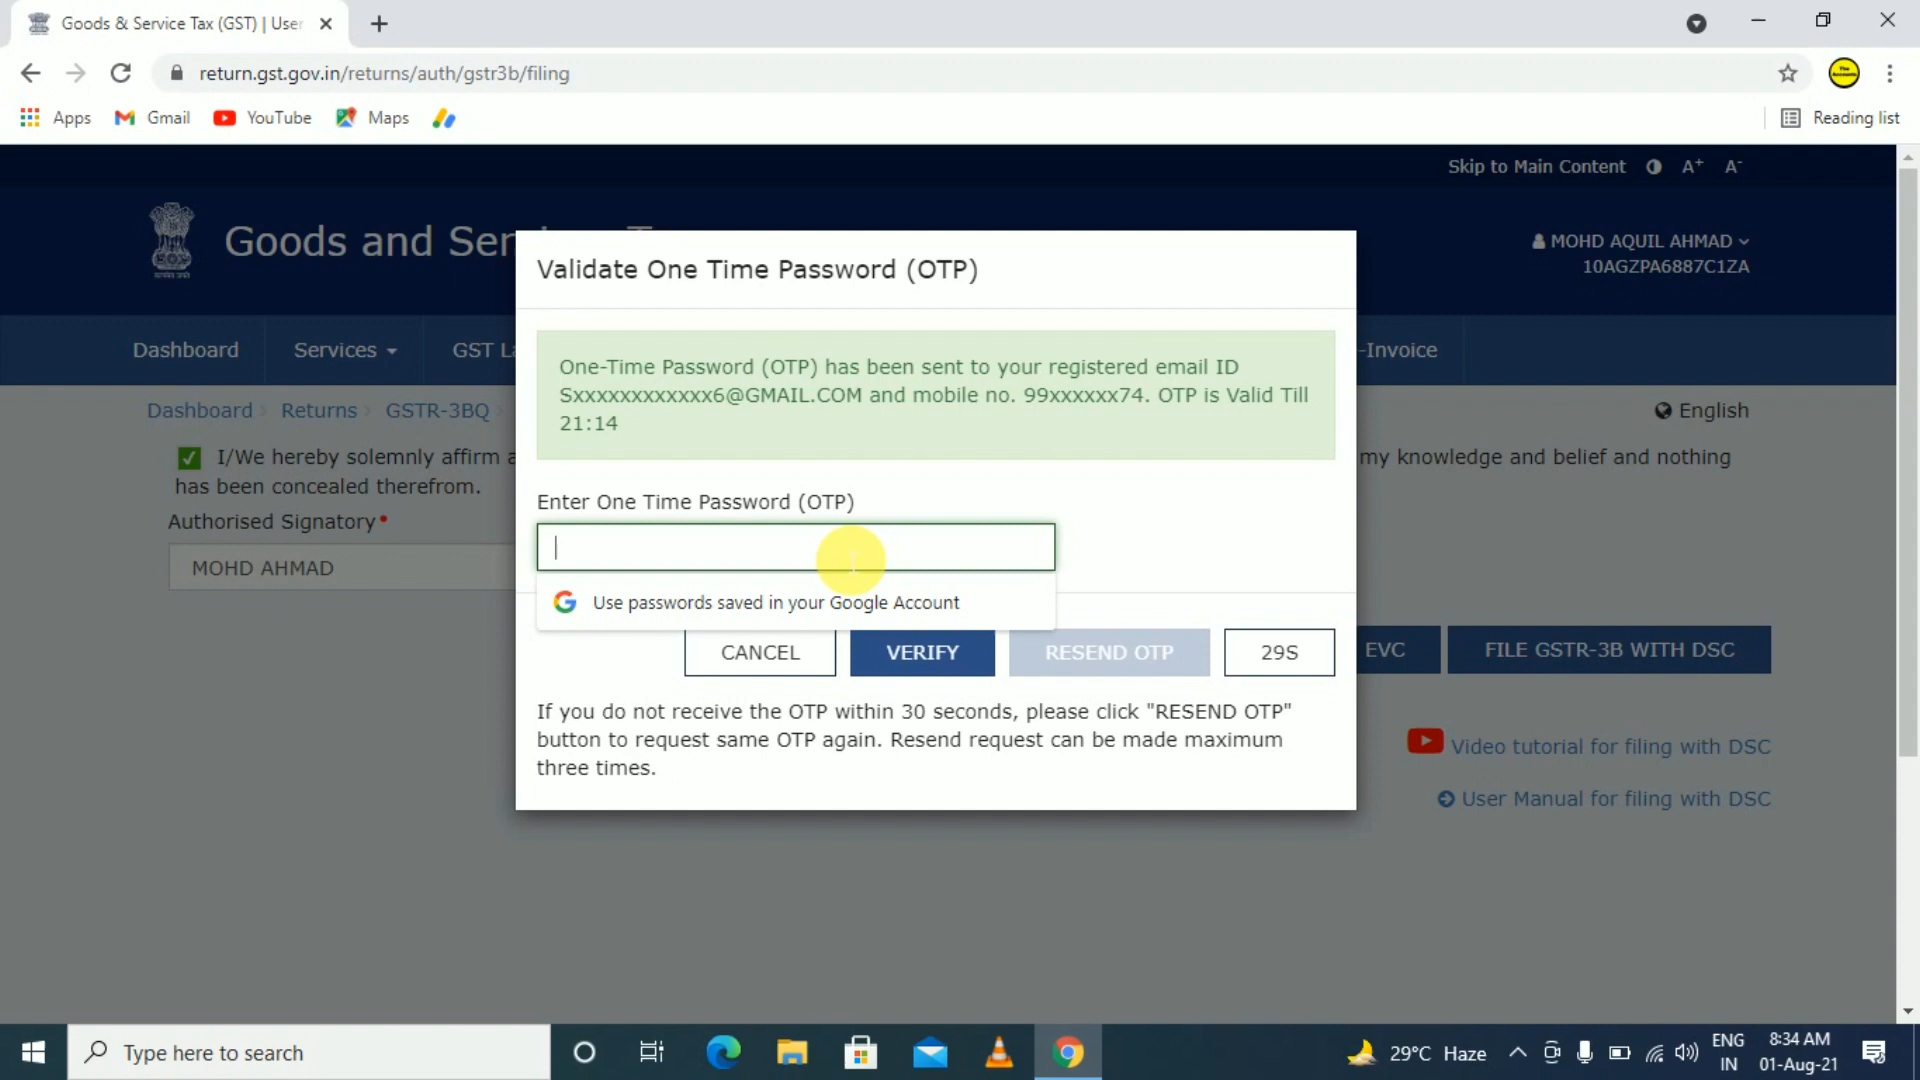 Goods & Service Tax (GST) | User
return.gst.gov.in/returns/auth/gstr3b/filing
Apps
Gmail
YouTube
Maps
Reading list
Skip to Main Content
A+
A-
Goods and
MOHD AQUIL AHMAD
10AGZPA6887C1ZA
Dashboard
Services
GST
-Invoice
Dashboard
Returns
GSTR-3BQ
English
I/We hereby solemnly affirm
my knowledge and belief and nothing
has been concealed therefrom.
Authorised Signatory•
MOHD AHMAD
EVC
FILE GSTR-3B WITH DSC
Video tutorial for filing with DSC
User Manual for filing with DSC
Validate One Time Password (OTP)
One-Time Password (OTP) has been sent to your registered email ID
Sxxxxxxxxxxxx6@GMAIL.COM and mobile no. 99xxxxxx74. OTP is Valid Till
21:14
Enter One Time Password (OTP)
Use passwords saved in your Google Account
CANCEL
VERIFY
RESEND OTP
29S
If you do not receive the OTP within 30 seconds, please click "RESEND OTP"
button to request same OTP again. Resend request can be made maximum
three times.
Type here to search
29°C Haze
ENG
IN
8:34 AM
01-Aug-21